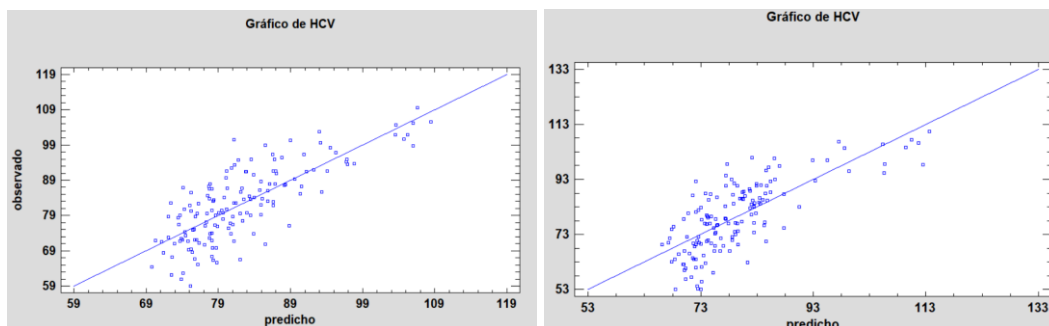 Gráfico de HCV
119
109
99
89
79
69
59
observado
59 69 79 89 99 109 119
predicho
Gráfico de HCV
133
113
93
73
53
53 73 93 113 133
predicho